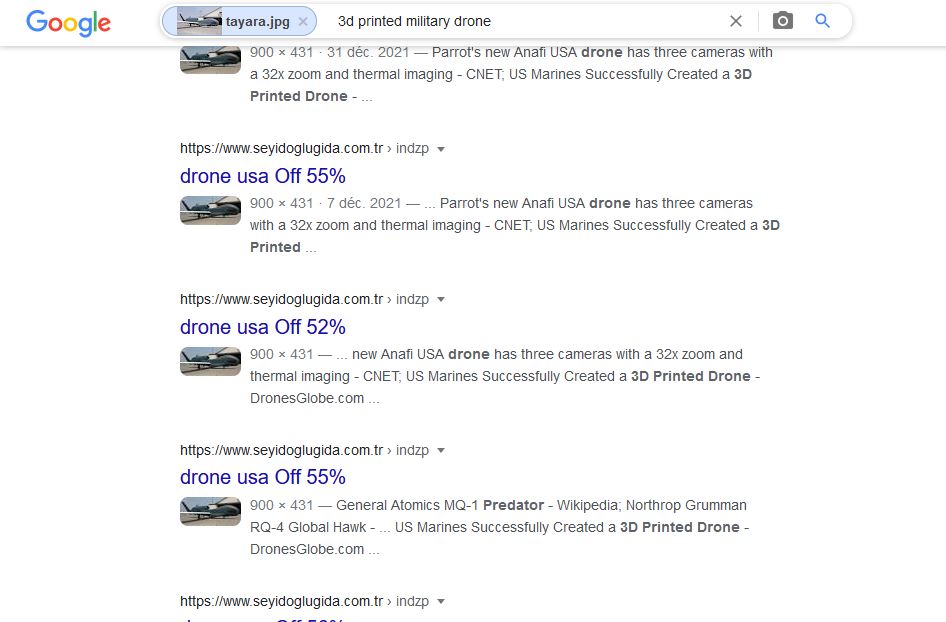 Google
tayara.jpg × 3d printed military drone
900 × 431 · 31 déc. 2021 — Parrot's new Anafi USA drone has three cameras with
a 32x zoom and thermal imaging - CNET; US Marines Successfully Created a 3D
Printed Drone - ...
https://www.seyidoglugida.com.tr › indzp
drone usa Off 55%
900 × 431 · 7 déc. 2021 — ... Parrot's new Anafi USA drone has three cameras
with a 32x zoom and thermal imaging - CNET; US Marines Successfully Created a 3D
Printed ...
https://www.seyidoglugida.com.tr › indzp
drone usa Off 52%
900 × 431 — ... new Anafi USA drone has three cameras with a 32x zoom and
thermal imaging - CNET; US Marines Successfully Created a 3D Printed Drone -
DronesGlobe.com ...
https://www.seyidoglugida.com.tr › indzp
drone usa Off 55%
900 × 431 — General Atomics MQ-1 Predator - Wikipedia; Northrop Grumman
RQ-4 Global Hawk - ... US Marines Successfully Created a 3D Printed Drone -
DronesGlobe.com ...
https://www.seyidoglugida.com.tr › indzp